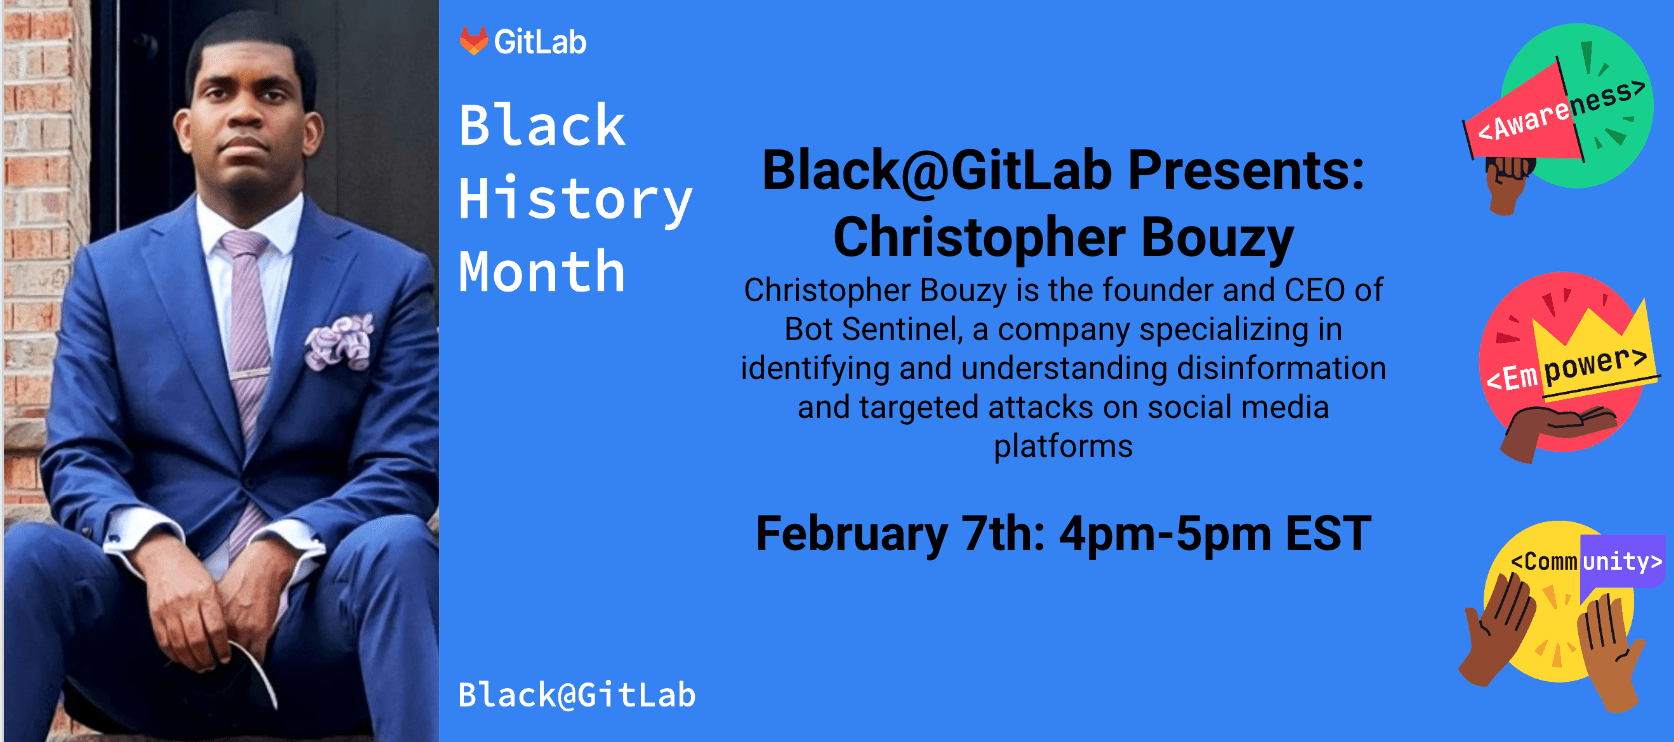 GitLab
Black
History
Month
Black@GitLab Presents:
Christopher Bouzy
Christopher Bouzy is the founder and CEO of
Bot Sentinel, a company specializing in
identifying and understanding disinformation
and targeted attacks on social media
platforms
February 7th: 4pm-5pm EST
Black@GitLab
<Awareness>
<Empower>
<Community>